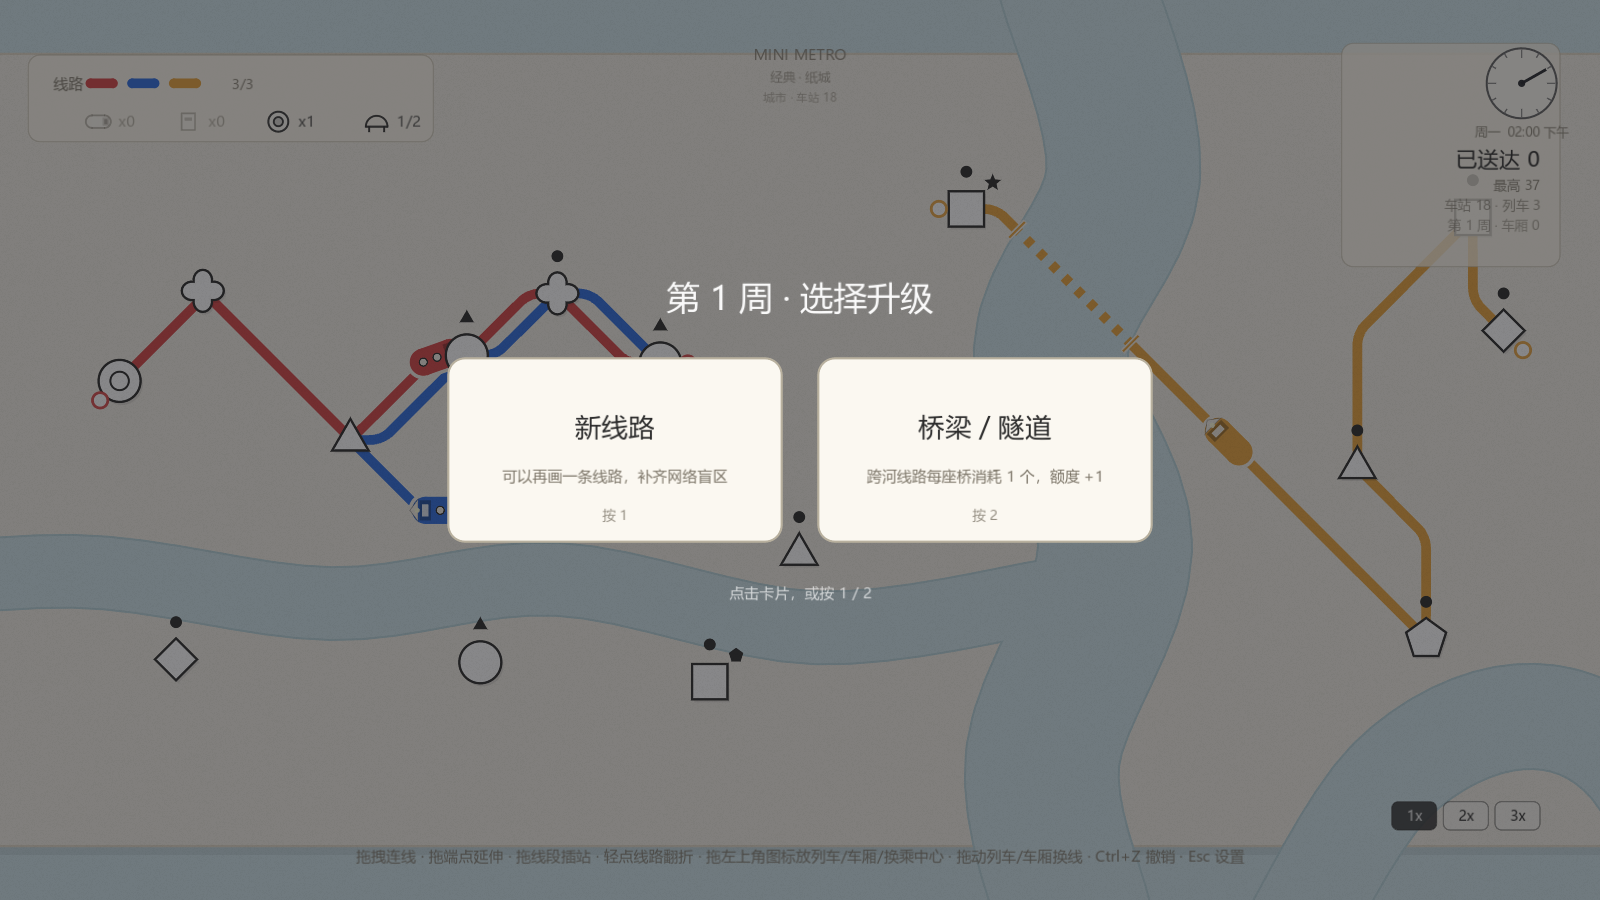 线路
3/3
x0
x0
x1
1/2
MINI METRO
经典 · 纸城
城市 · 车站 18
周一 02:00 下午
已送达 0
最高 37
车站 18 · 列车 3
第 1 周 · 车厢 0
第 1 周 · 选择升级
新线路
可以再画一条线路，补齐网络盲区
按 1
桥梁 / 隧道
跨河线路每座桥消耗 1 个，额度 +1
按 2
点击卡片，或按 1 / 2
1x
2x
3x
拖拽连线 · 拖端点延伸 · 拖线段插站 · 轻点线路翻折 · 拖左上角图标放列车/车厢/换乘中心 · 拖动列车/车厢换线 · Ctrl+Z 撤销 · Esc 设置